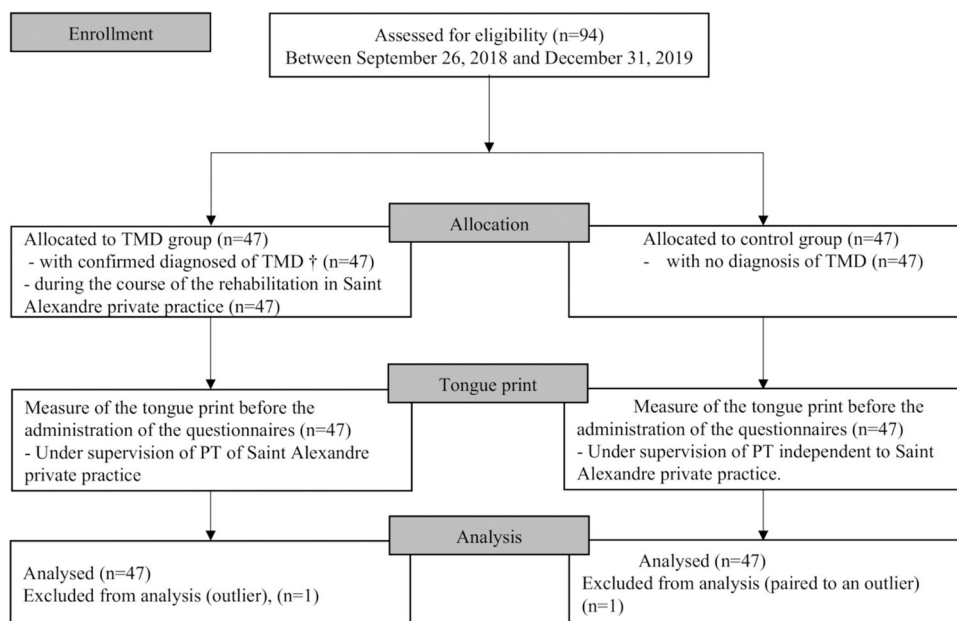 Enrollment
Assessed for eligibility (n=94)
Between September 26, 2018 and December 31, 2019
Allocation
Allocated to TMD group (n=47)
- with confirmed diagnosed of TMD † (n=47)
- during the course of the rehabilitation in Saint
Alexandre private practice (n=47)
Allocated to control group (n=47)
- with no diagnosis of TMD (n=47)
Tongue print
Measure of the tongue print before the
administration of the questionnaires (n=47)
- Under supervision of PT of Saint Alexandre
private practice
Measure of the tongue print before the
administration of the questionnaires (n=47)
- Under supervision of PT independent to Saint
Alexandre private practice.
Analysis
Analysed (n=47)
Excluded from analysis (outlier), (n=1)
Analysed (n=47)
Excluded from analysis (paired to an outlier)
(n=1)